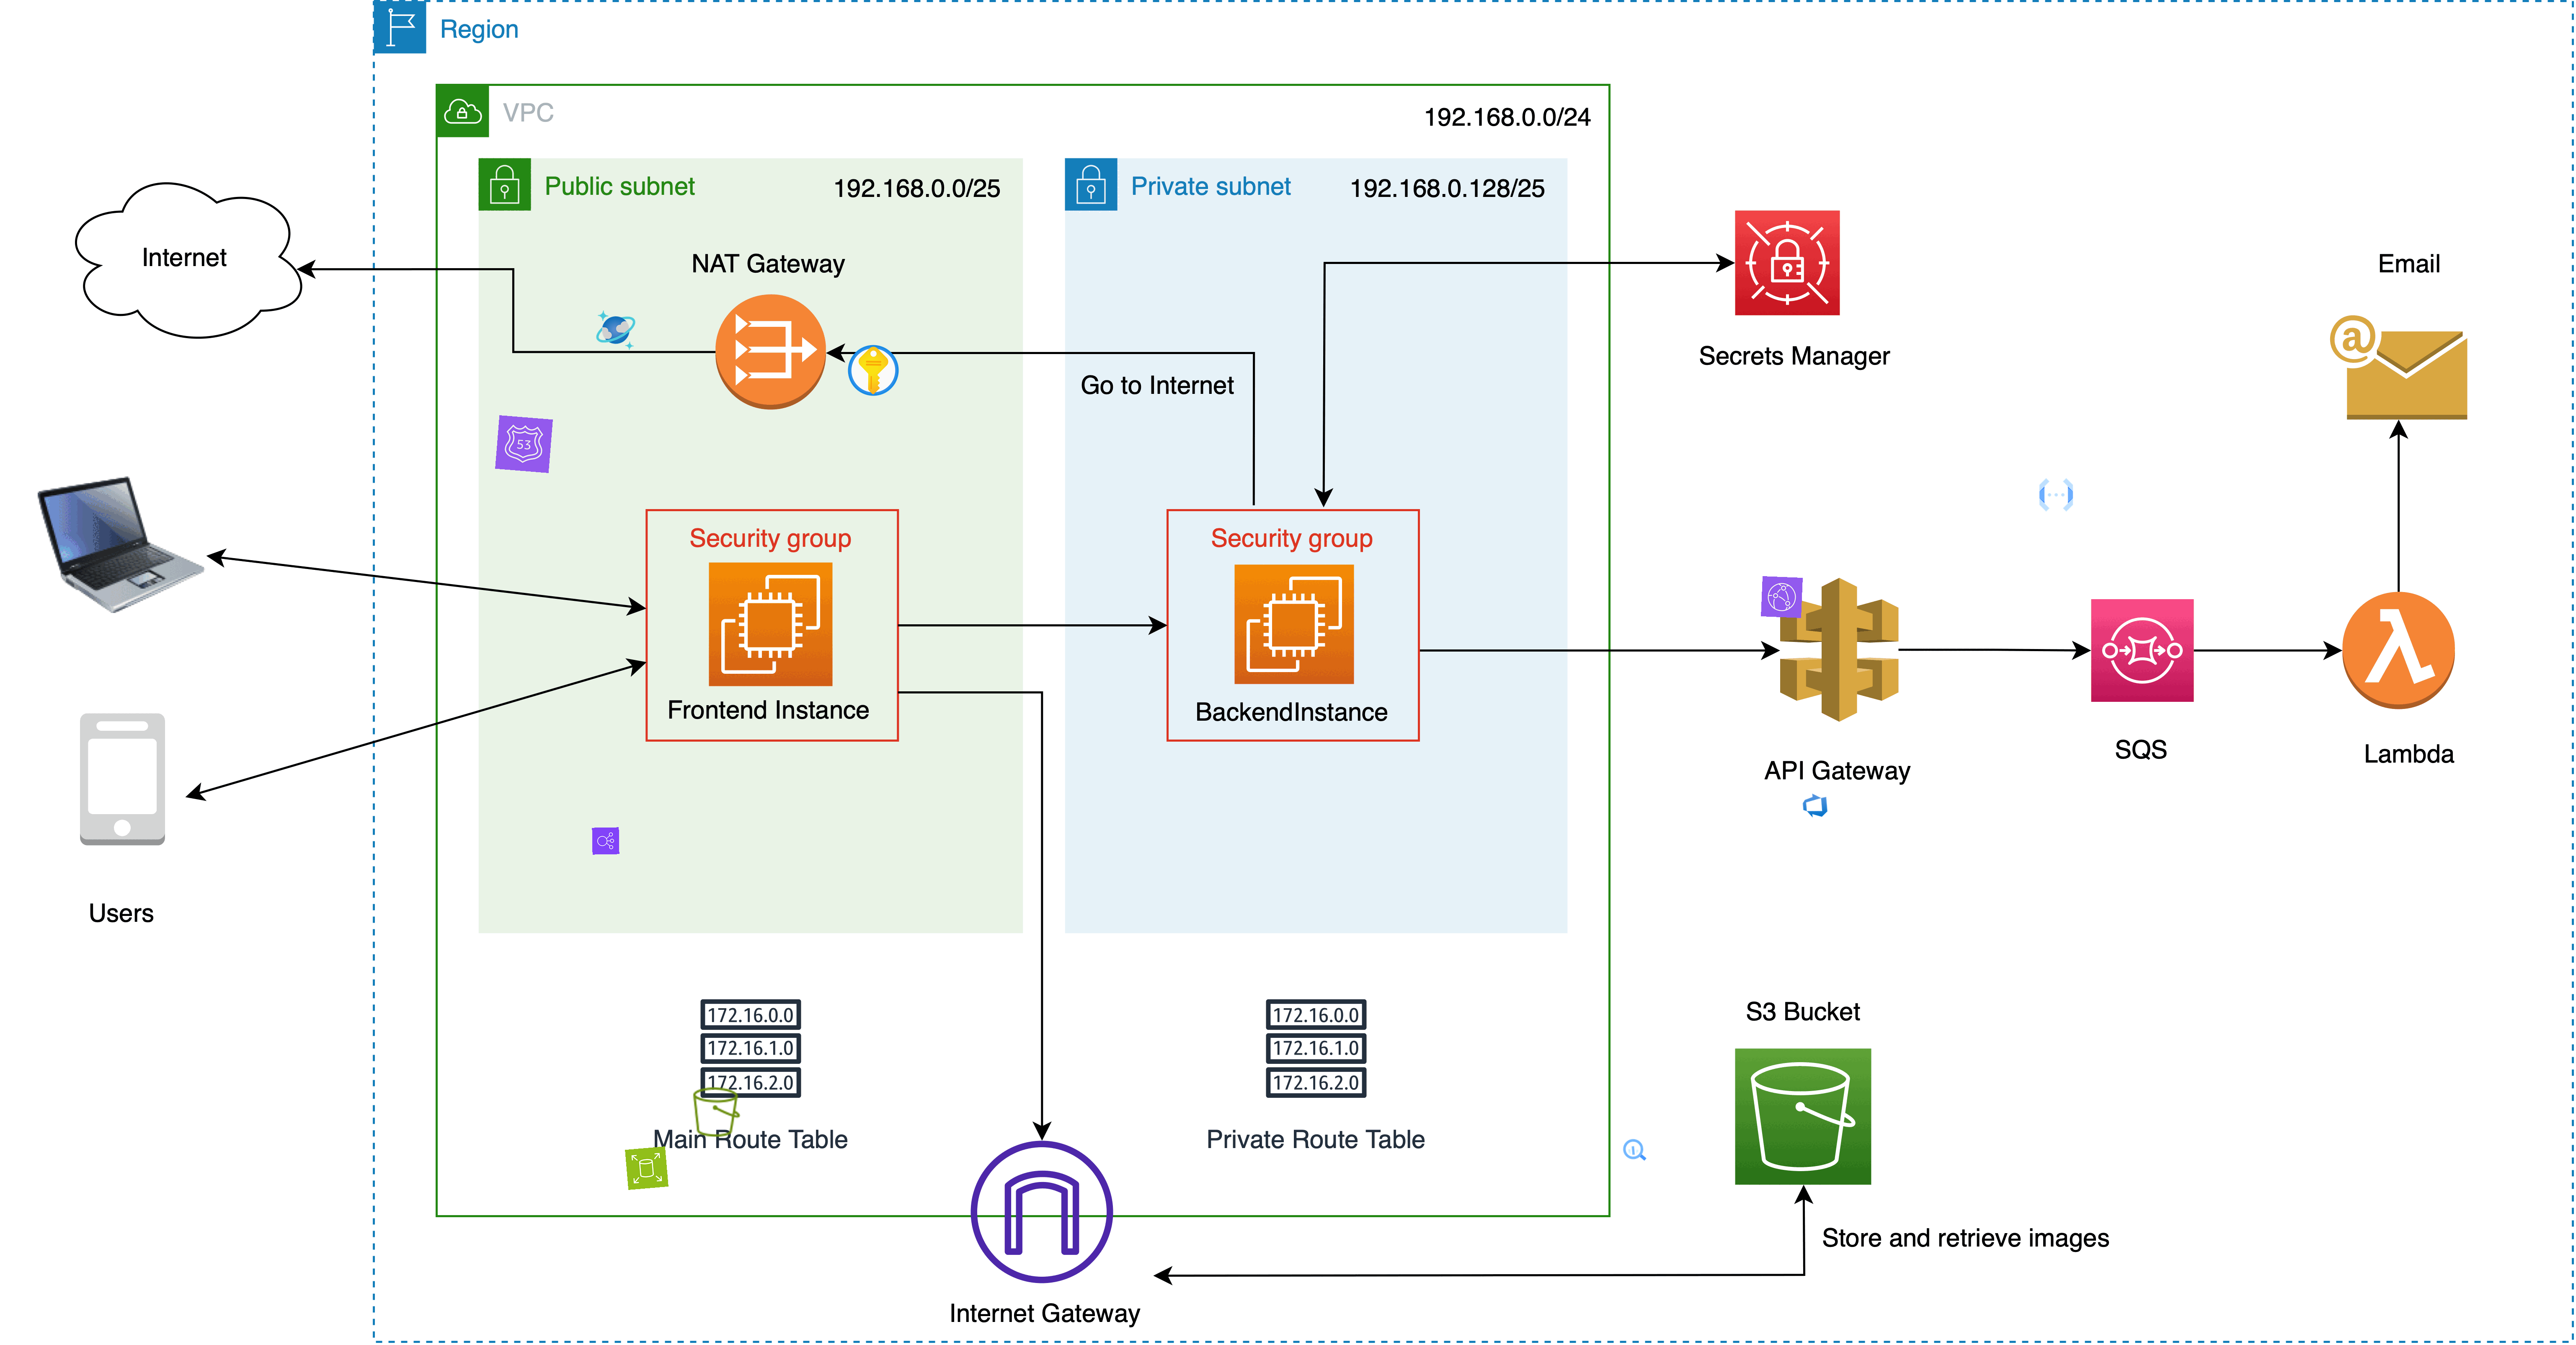 Region
VPC
192.168.0.0/24
Public subnet
192.168.0.0/25
Private subnet
192.168.0.128/25
Internet
NAT Gateway
Go to Internet
Secrets Manager
Email
@
53
Security group
Frontend Instance
Security group
BackendInstance
API Gateway
SQS
λ
Lambda
Users
172.16.0.0
172.16.1.0
172.16.2.0
Main Route Table
172.16.0.0
172.16.1.0
172.16.2.0
Private Route Table
S3 Bucket
Store and retrieve images
Internet Gateway